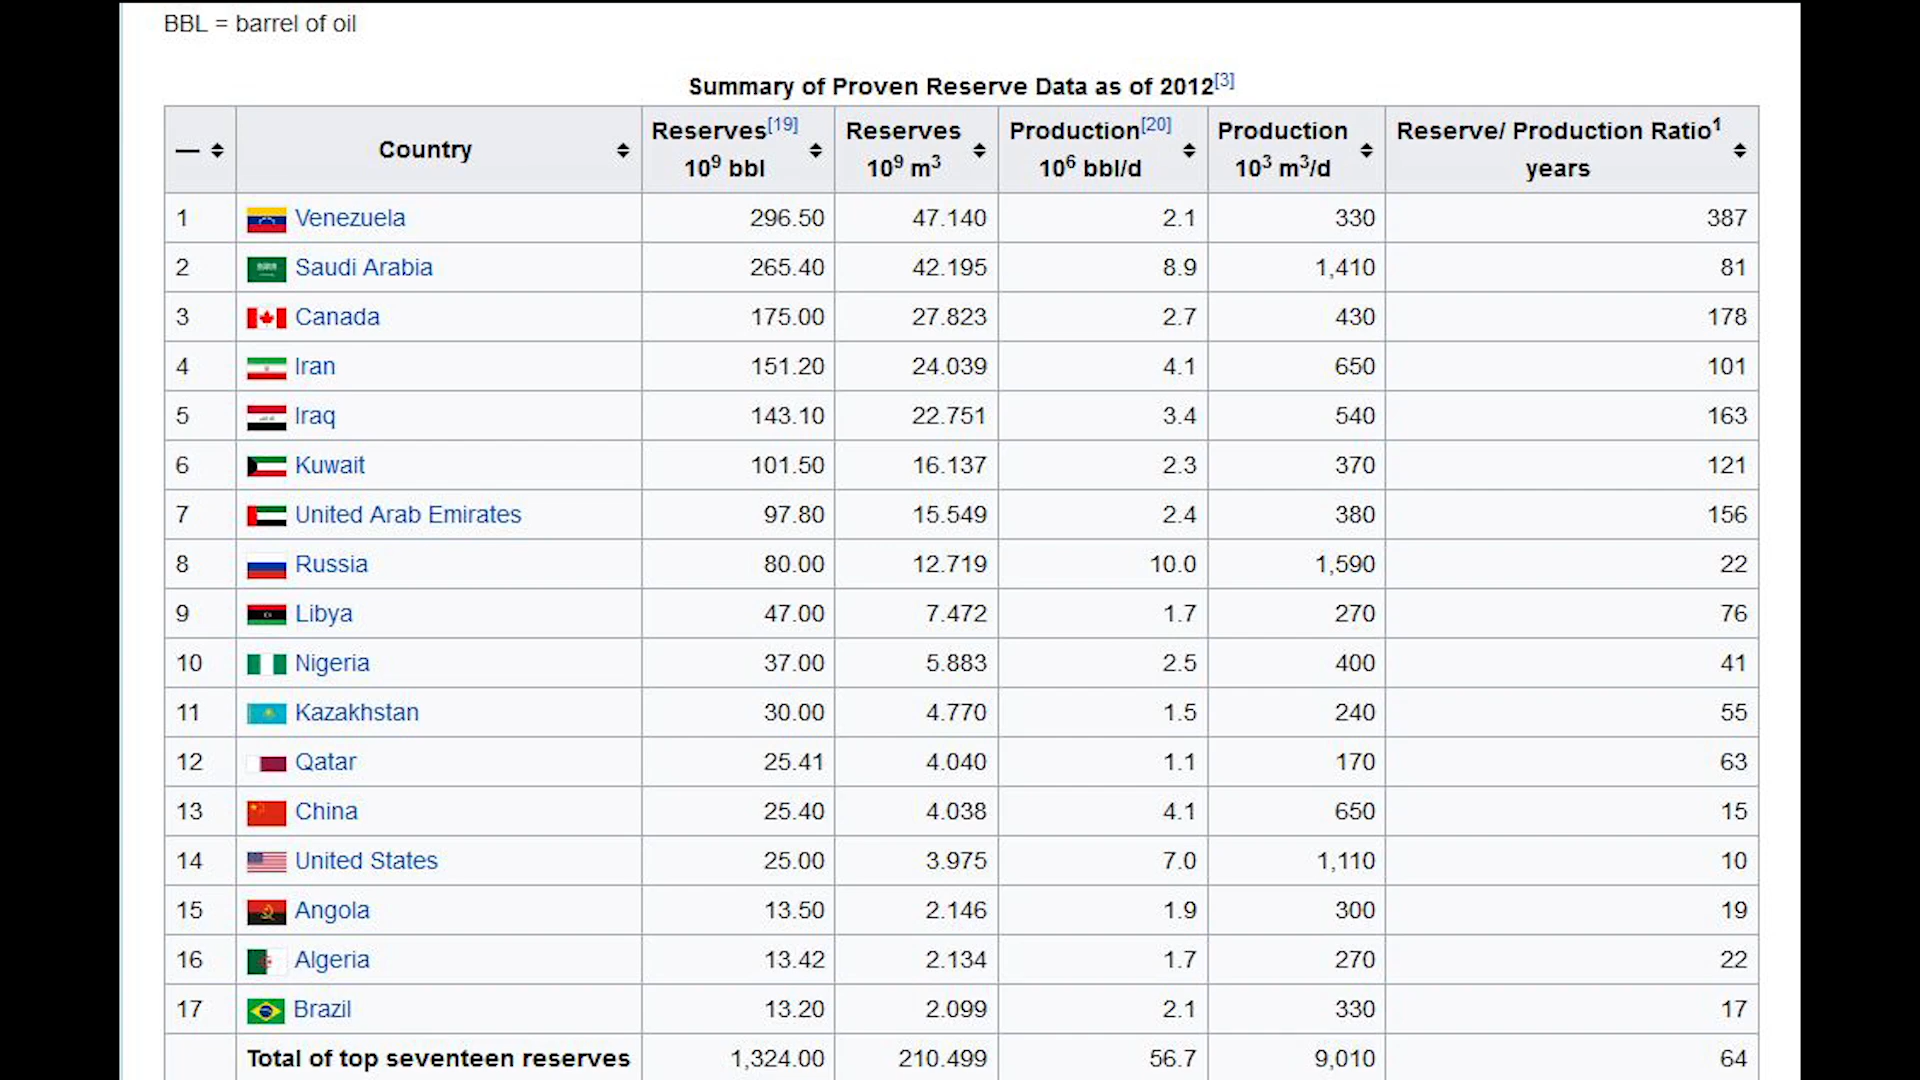 BBL = barrel of oil
Summary of Proven Reserve Data as of 2012[3]
— Country Reserves[19] 10⁹ bbl Reserves 10⁹ m³ Production[20] 10⁶ bbl/d Production 10³ m³/d Reserve/ Production Ratio¹ years
1 Venezuela 296.50 47.140 2.1 330 387
2 Saudi Arabia 265.40 42.195 8.9 1,410 81
3 Canada 175.00 27.823 2.7 430 178
4 Iran 151.20 24.039 4.1 650 101
5 Iraq 143.10 22.751 3.4 540 163
6 Kuwait 101.50 16.137 2.3 370 121
7 United Arab Emirates 97.80 15.549 2.4 380 156
8 Russia 80.00 12.719 10.0 1,590 22
9 Libya 47.00 7.472 1.7 270 76
10 Nigeria 37.00 5.883 2.5 400 41
11 Kazakhstan 30.00 4.770 1.5 240 55
12 Qatar 25.41 4.040 1.1 170 63
13 China 25.40 4.038 4.1 650 15
14 United States 25.00 3.975 7.0 1,110 10
15 Angola 13.50 2.146 1.9 300 19
16 Algeria 13.42 2.134 1.7 270 22
17 Brazil 13.20 2.099 2.1 330 17
Total of top seventeen reserves 1,324.00 210.499 56.7 9,010 64